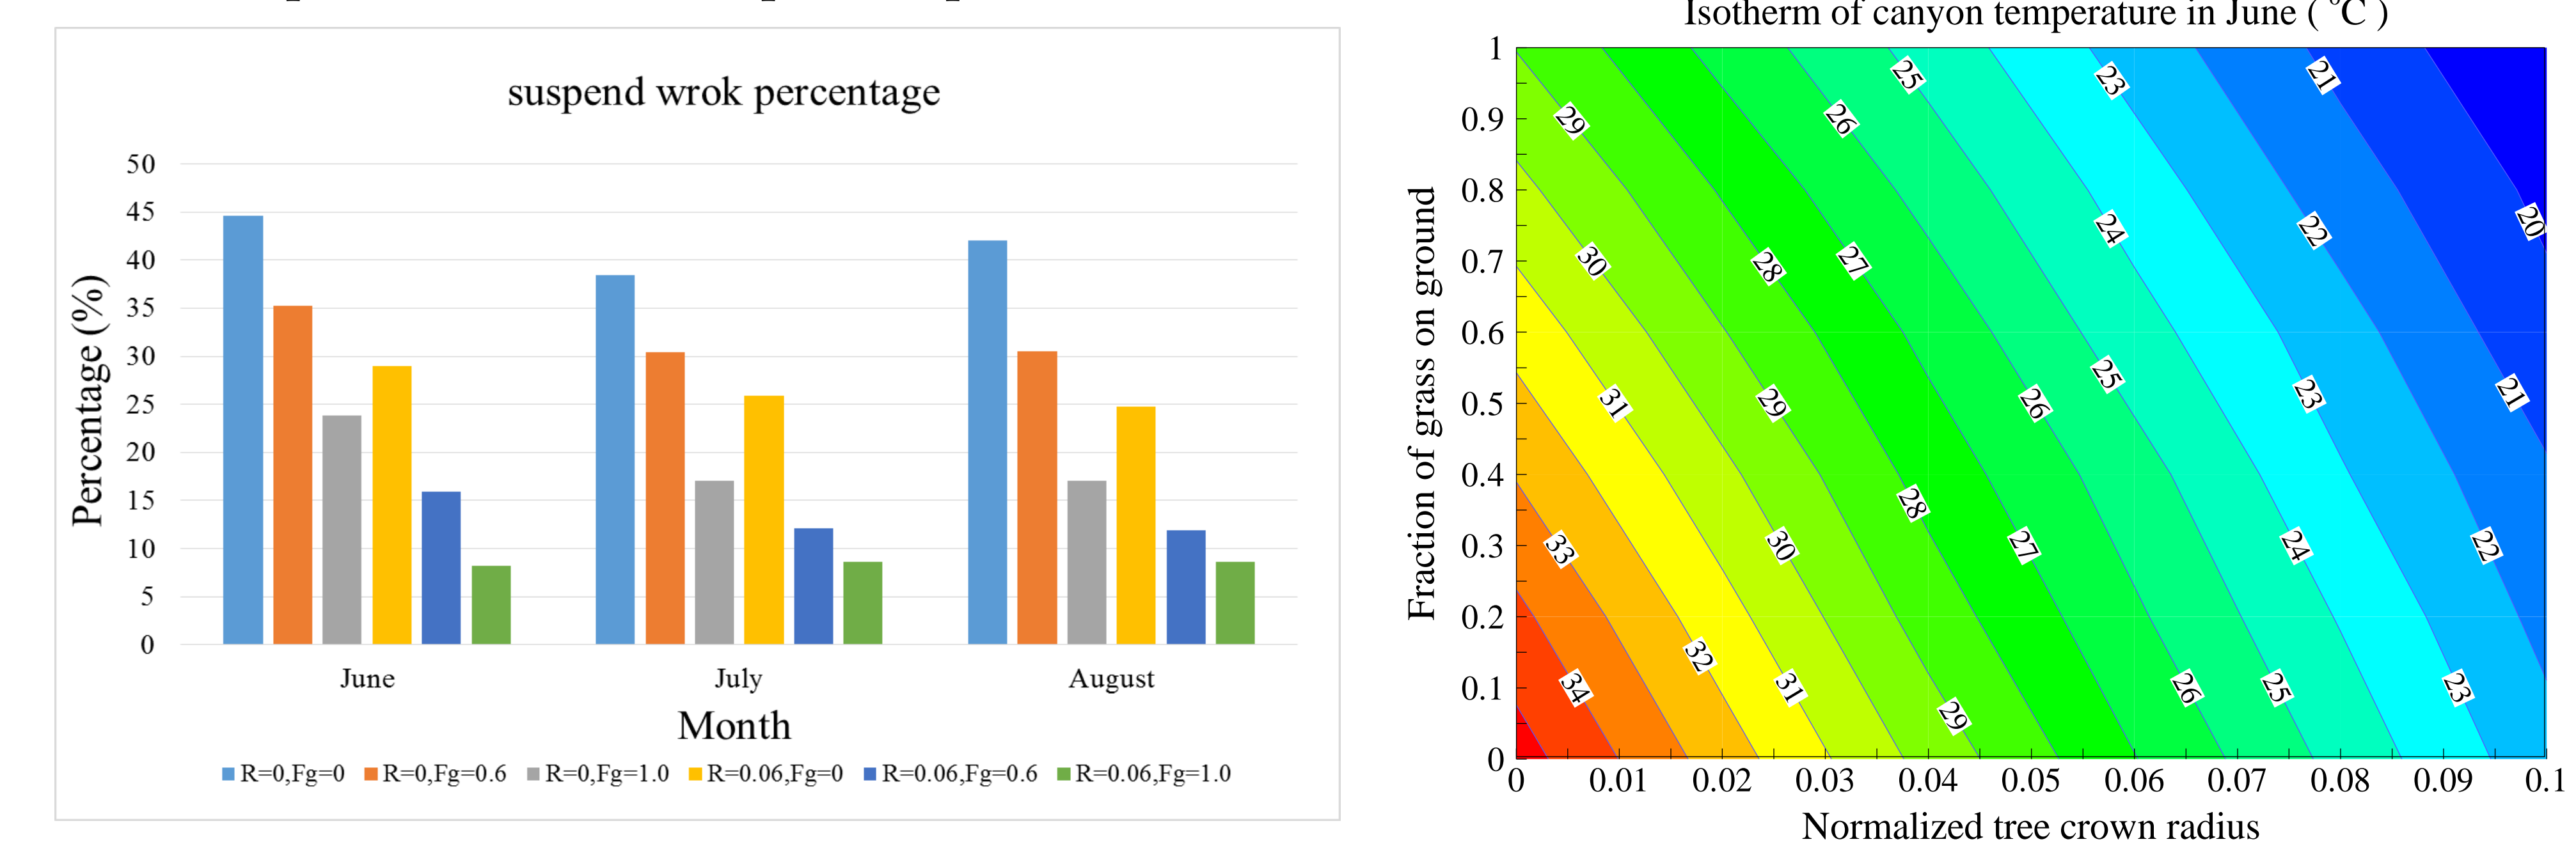 suspend wrok percentage
50
45
40
35
30
25
20
15
10
5
0
Percentage (%)
June July August
Month
R=0,Fg=0 R=0,Fg=0.6 R=0,Fg=1.0 R=0.06,Fg=0 R=0.06,Fg=0.6 R=0.06,Fg=1.0
Isotherm of canyon temperature in June ( °C )
1
0.9
0.8
0.7
0.6
0.5
0.4
0.3
0.2
0.1
0
Fraction of grass on ground
25 23 21
29 26
24 22 20
30 28 27
25
31 29 26 23 21
28
33 30 27 24 22
32
34 31 26 25 23
29
0 0.01 0.02 0.03 0.04 0.05 0.06 0.07 0.08 0.09 0.1
Normalized tree crown radius